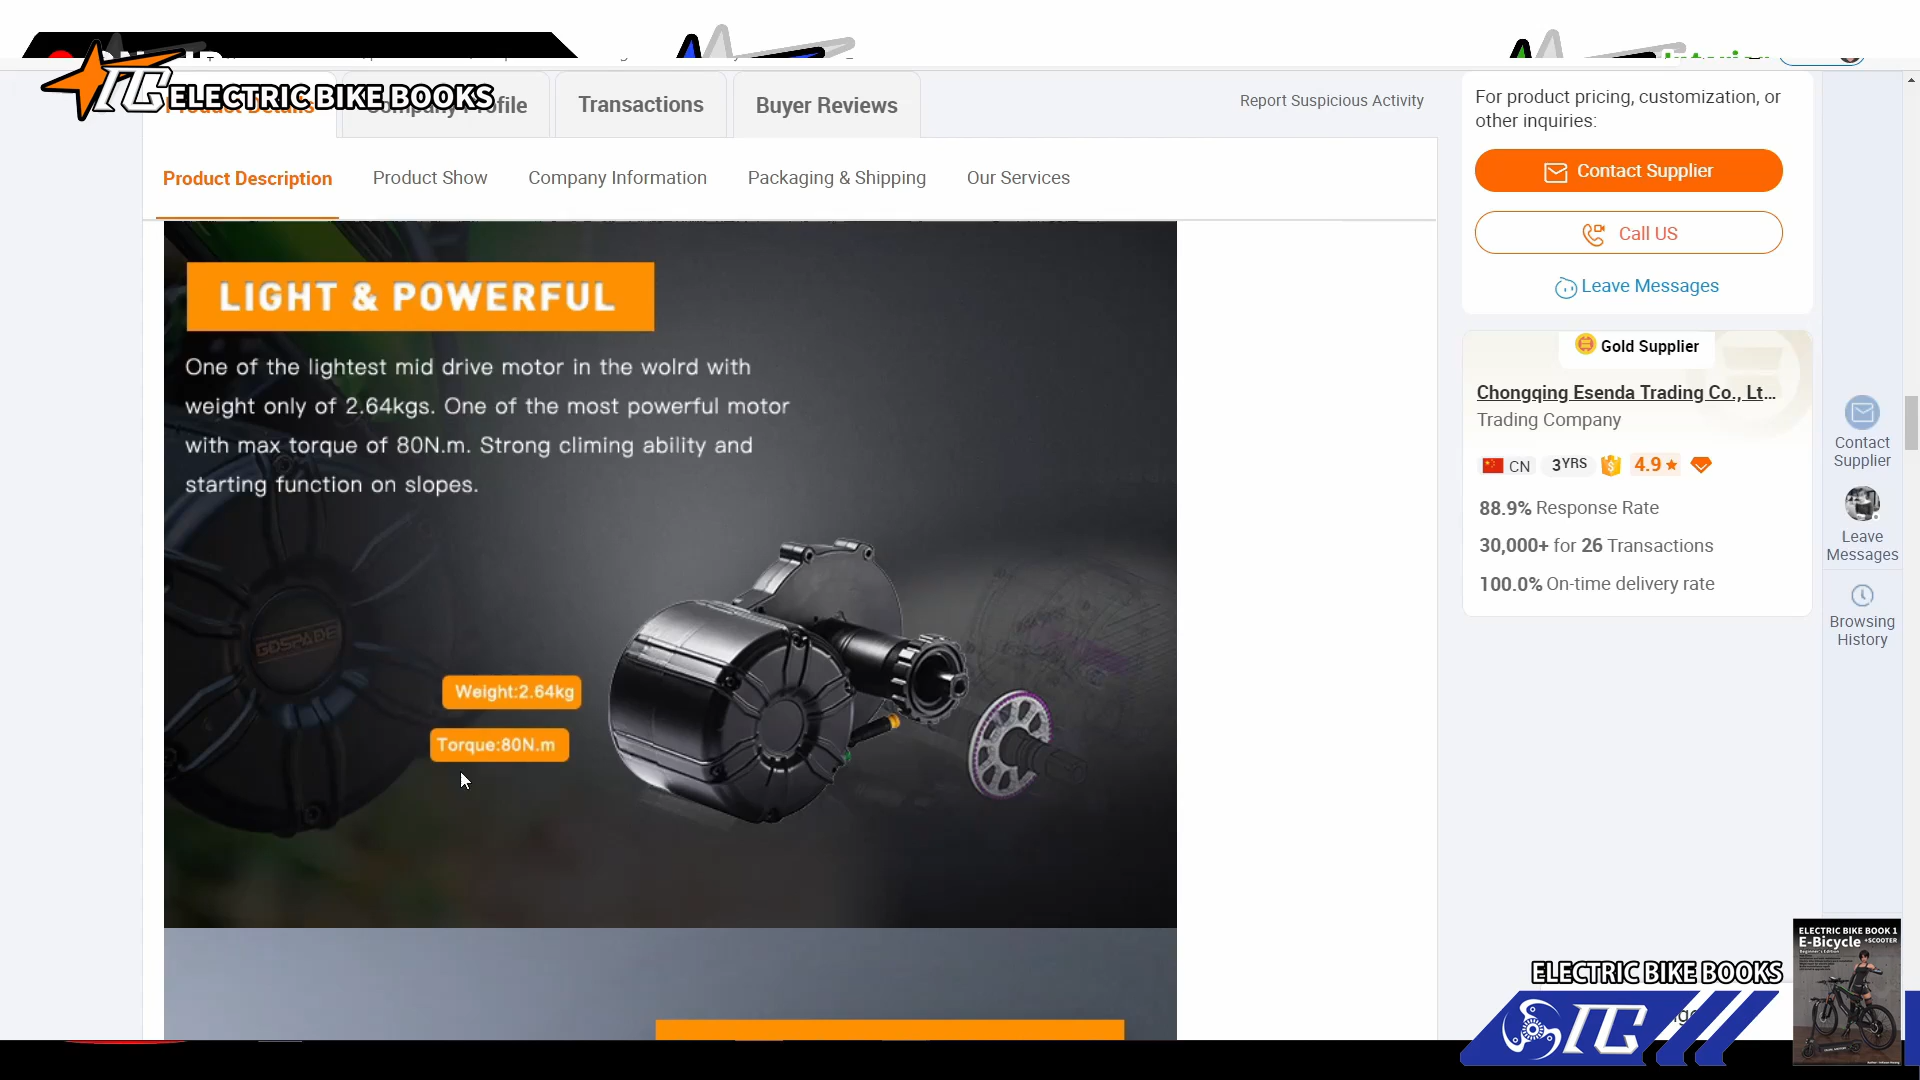 ELECTRIC BIKE BOOKS
Product Details
Company Profile
Transactions
Buyer Reviews
Report Suspicious Activity
Product Description
Product Show
Company Information
Packaging & Shipping
Our Services
LIGHT & POWERFUL
One of the lightest mid drive motor in the wolrd with
weight only of 2.64kgs. One of the most powerful motor
with max torque of 80N.m. Strong climing ability and
starting function on slopes.
GOSPADE
Weight:2.64kg
Torque:80N.m
For product pricing, customization, or
other inquiries:
Contact Supplier
Call US
Leave Messages
Gold Supplier
Chongqing Esenda Trading Co., Lt...
Trading Company
CN 3YRS 4.9
88.9% Response Rate
30,000+ for 26 Transactions
100.0% On-time delivery rate
Contact
Supplier
Leave
Messages
Browsing
History
ELECTRIC BIKE BOOKS
ELECTRIC BIKE BOOK 1
E-Bicycle +SCOOTER